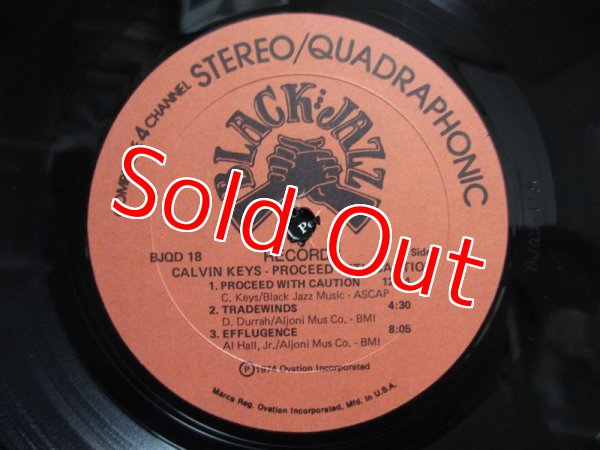 4 CHANNEL STEREO/QUADRAPHONIC
BLACK JAZZ
Sold Out
BJQD 18
RECORD
Side
CALVIN KEYS - PROCEED
1. PROCEED WITH CAUTION
C. Keys/Black Jazz Music - ASCAP
2. TRADEWINDS 4:30
D. Durrah/Aljoni Mus Co. - BMI
3. EFFLUGENCE 8:05
Al Hall, Jr./Aljoni Mus Co. - BMI
Ⓟ 1974 Ovation Incorporated
Marca Reg. Ovation Incorporated, Mfd. in U.S.A.